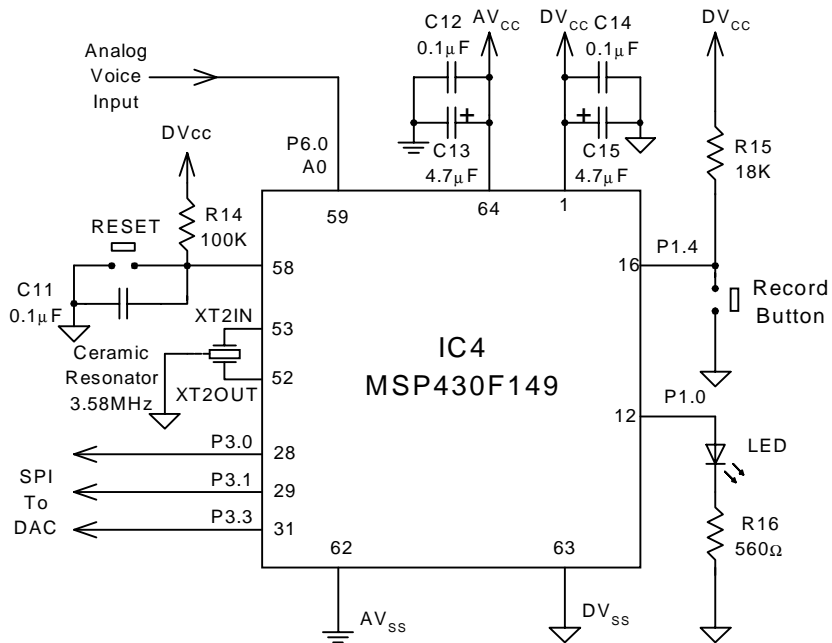 C12
0.1μF
AVCC
DVCC
C14
0.1μF
DVCC
Analog
Voice
Input
P6.0
A0
+
C13
4.7μF
+
C15
4.7μF
R15
18K
DVcc
R14
100K
RESET
59
64
1
58
16
P1.4
C11
0.1μF
Record
Button
XT2IN
53
Ceramic
Resonator
3.58MHz
XT2OUT
52
IC4
MSP430F149
P1.0
12
LED
P3.0
28
SPI
To
DAC
P3.1
29
P3.3
31
R16
560Ω
62
63
AVSS
DVSS